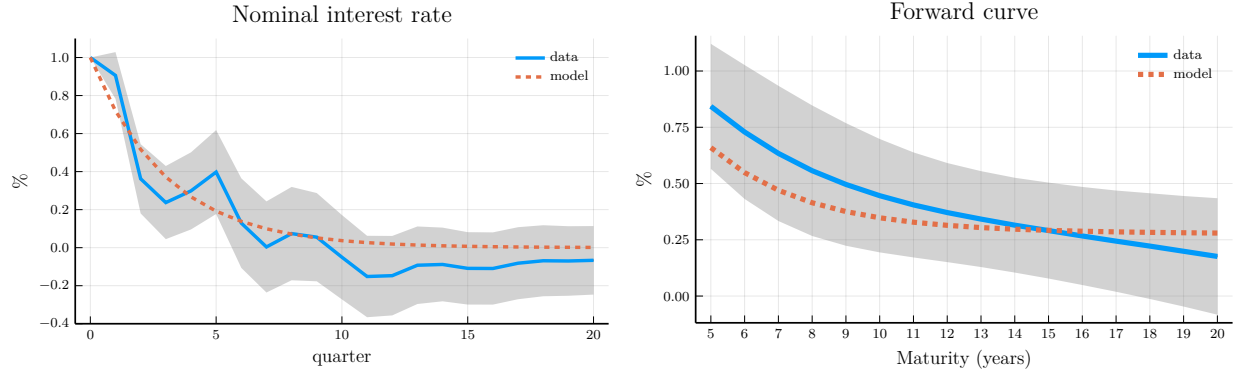 Nominal interest rate
1.0
0.8
0.6
0.4
0.2
0.0
−0.2
−0.4
%
data
model
0 5 10 15 20
quarter
Forward curve
1.00
0.75
0.50
0.25
0.00
%
data
model
5 6 7 8 9 10 11 12 13 14 15 16 17 18 19 20
Maturity (years)